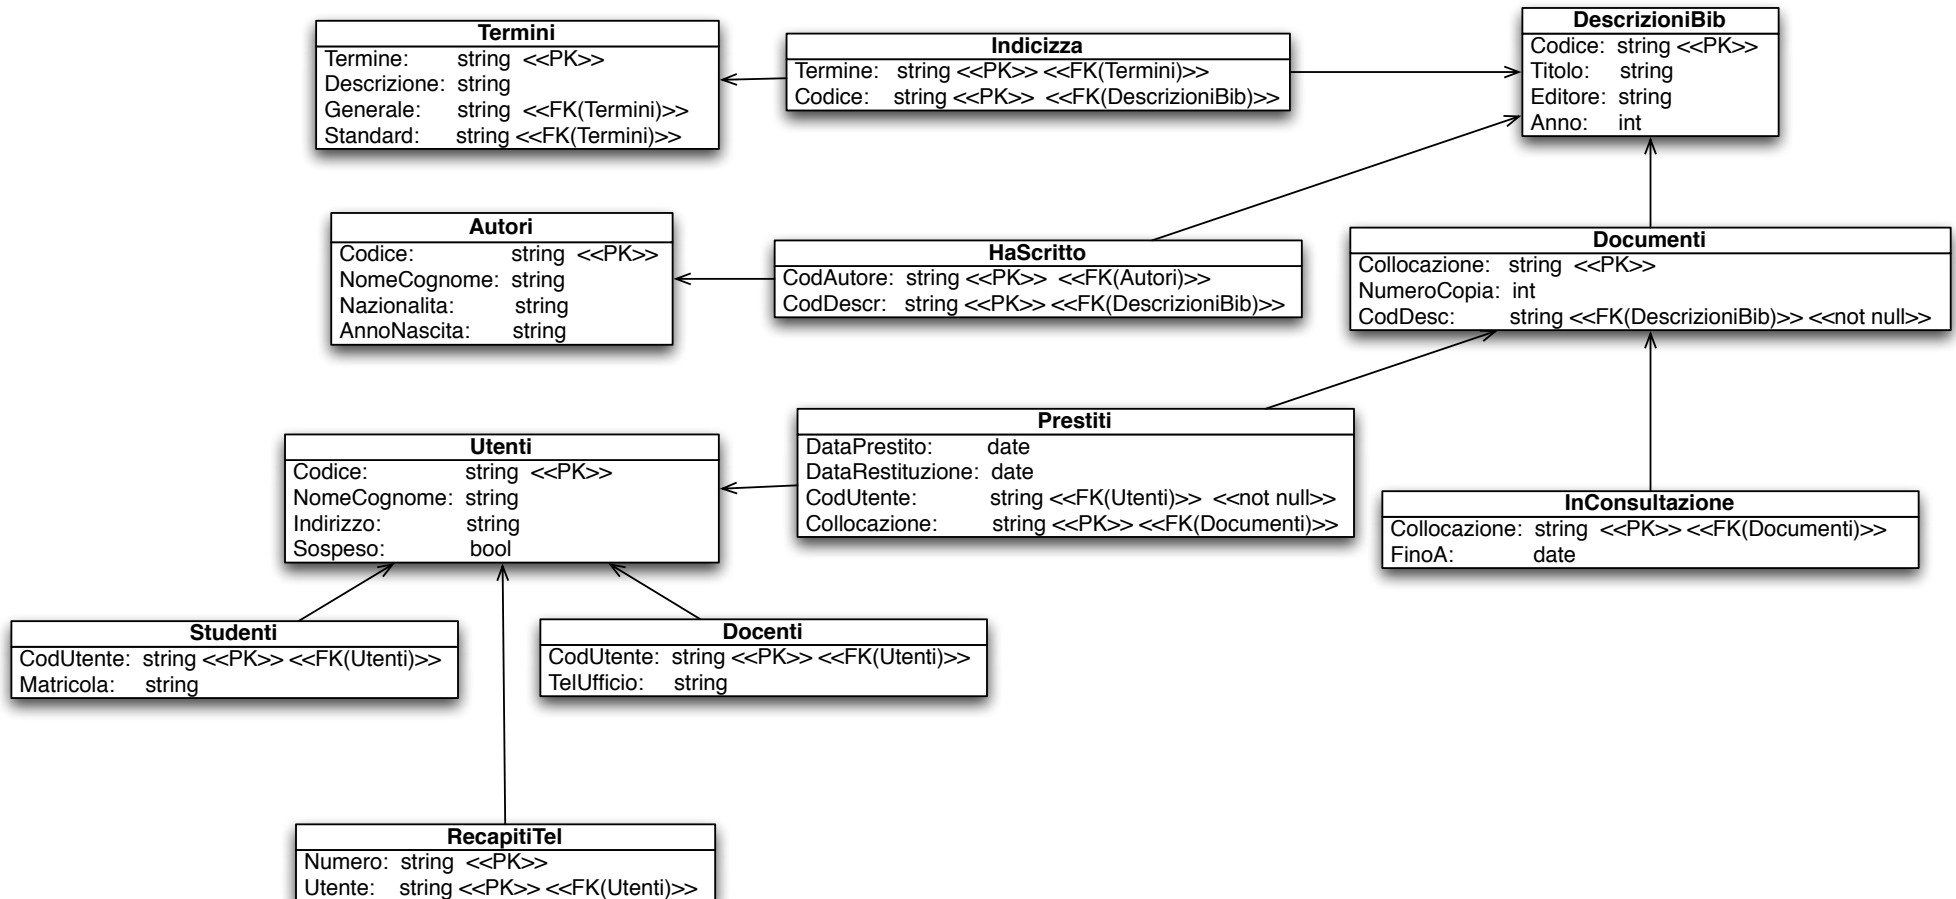 Termini
Termine: string <<PK>>
Descrizione: string
Generale: string <<FK(Termini)>>
Standard: string <<FK(Termini)>>
Indicizza
Termine: string <<PK>> <<FK(Termini)>>
Codice: string <<PK>> <<FK(DescrizioniBib)>>
DescrizioniBib
Codice: string <<PK>>
Titolo: string
Editore: string
Anno: int
Autori
Codice: string <<PK>>
NomeCognome: string
Nazionalita: string
AnnoNascita: string
HaScritto
CodAutore: string <<PK>> <<FK(Autori)>>
CodDescr: string <<PK>> <<FK(DescrizioniBib)>>
Documenti
Collocazione: string <<PK>>
NumeroCopia: int
CodDesc: string <<FK(DescrizioniBib)>> <<not null>>
Utenti
Codice: string <<PK>>
NomeCognome: string
Indirizzo: string
Sospeso: bool
Prestiti
DataPrestito: date
DataRestituzione: date
CodUtente: string <<FK(Utenti)>> <<not null>>
Collocazione: string <<PK>> <<FK(Documenti)>>
InConsultazione
Collocazione: string <<PK>> <<FK(Documenti)>>
FinoA: date
Studenti
CodUtente: string <<PK>> <<FK(Utenti)>>
Matricola: string
Docenti
CodUtente: string <<PK>> <<FK(Utenti)>>
TelUfficio: string
RecapitiTel
Numero: string <<PK>>
Utente: string <<PK>> <<FK(Utenti)>>